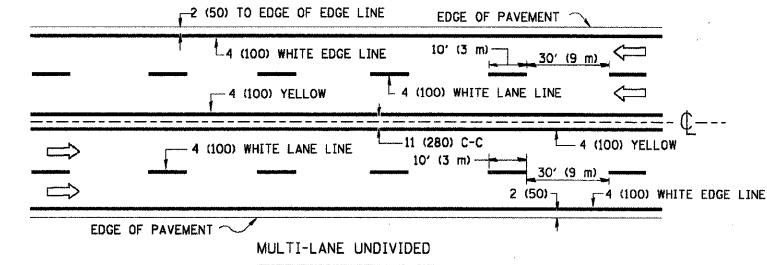 2 (50) TO EDGE OF EDGE LINE
EDGE OF PAVEMENT
4 (100) WHITE EDGE LINE
10' (3 m)
30' (9 m)
4 (100) YELLOW
4 (100) WHITE LANE LINE
℄
4 (100) WHITE LANE LINE
11 (280) C-C
4 (100) YELLOW
10' (3 m)
30' (9 m)
2 (50)
4 (100) WHITE EDGE LINE
EDGE OF PAVEMENT
MULTI-LANE UNDIVIDED